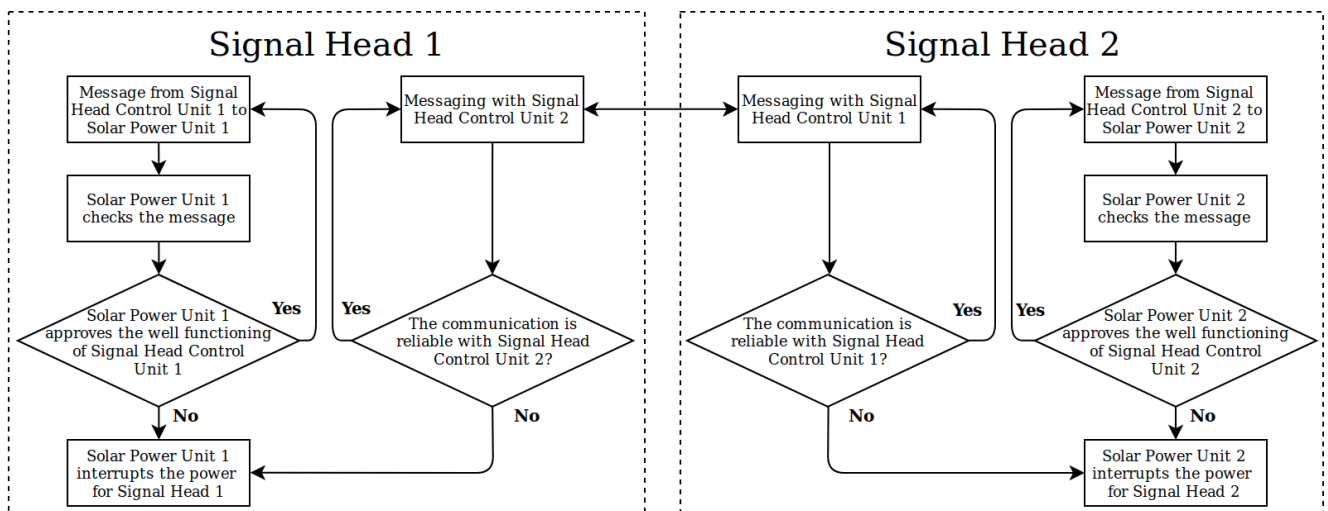 Signal Head 1
Message from Signal
Head Control Unit 1 to
Solar Power Unit 1
Messaging with Signal
Head Control Unit 2
Solar Power Unit 1
checks the message
Solar Power Unit 1
approves the well functioning
of Signal Head Control
Unit 1
Yes
Yes
The communication is
reliable with Signal Head
Control Unit 2?
No
No
Solar Power Unit 1
interrupts the power
for Signal Head 1
Signal Head 2
Messaging with Signal
Head Control Unit 1
Message from Signal
Head Control Unit 2 to
Solar Power Unit 2
Solar Power Unit 2
checks the message
The communication is
reliable with Signal Head
Control Unit 1?
Yes
Yes
Solar Power Unit 2
approves the well functioning
of Signal Head Control
Unit 2
No
No
Solar Power Unit 2
interrupts the power
for Signal Head 2